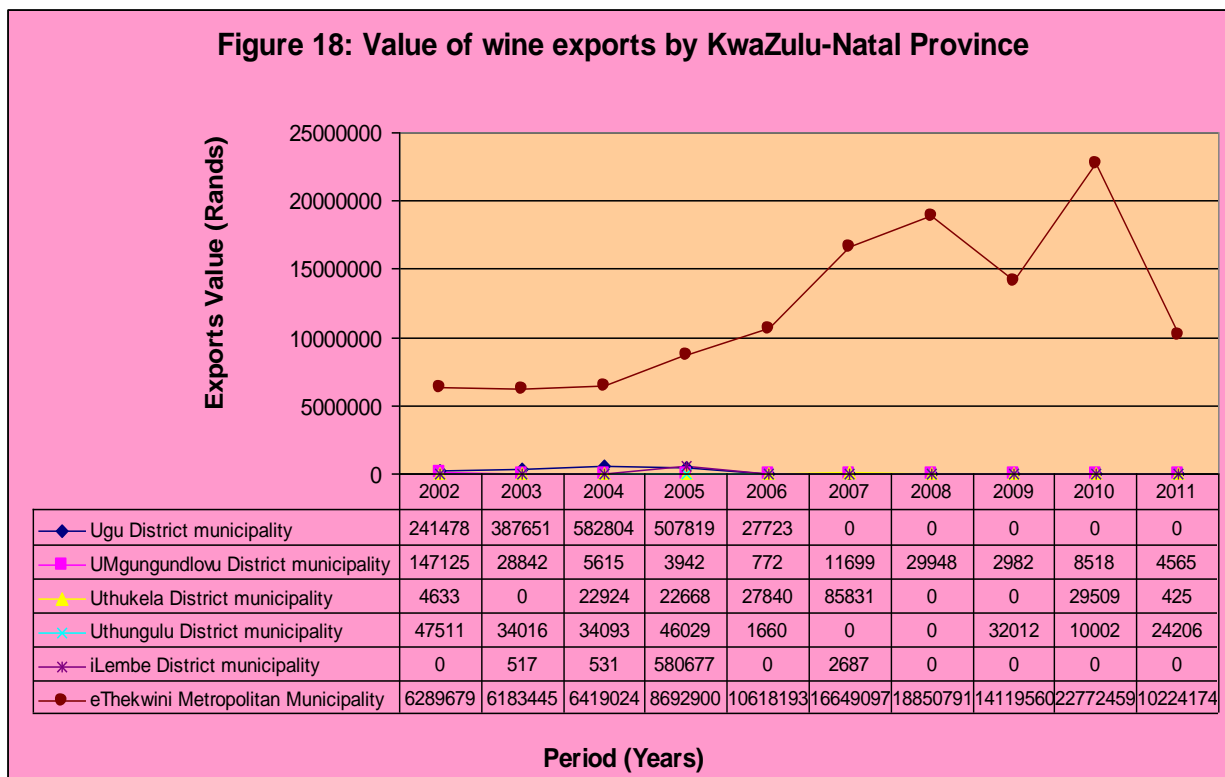 Figure 18: Value of wine exports by KwaZulu-Natal Province
Exports Value (Rands)
25000000
20000000
15000000
10000000
5000000
0
2002 2003 2004 2005 2006 2007 2008 2009 2010 2011
Ugu District municipality 241478 387651 582804 507819 27723 0 0 0 0 0
UMgungundlovu District municipality 147125 28842 5615 3942 772 11699 29948 2982 8518 4565
Uthukela District municipality 4633 0 22924 22668 27840 85831 0 0 29509 425
Uthungulu District municipality 47511 34016 34093 46029 1660 0 0 32012 10002 24206
iLembe District municipality 0 517 531 580677 0 2687 0 0 0 0
eThekwini Metropolitan Municipality 6289679 6183445 6419024 8692900 10618193 16649097 18850791 14119560 22772459 10224174
Period (Years)